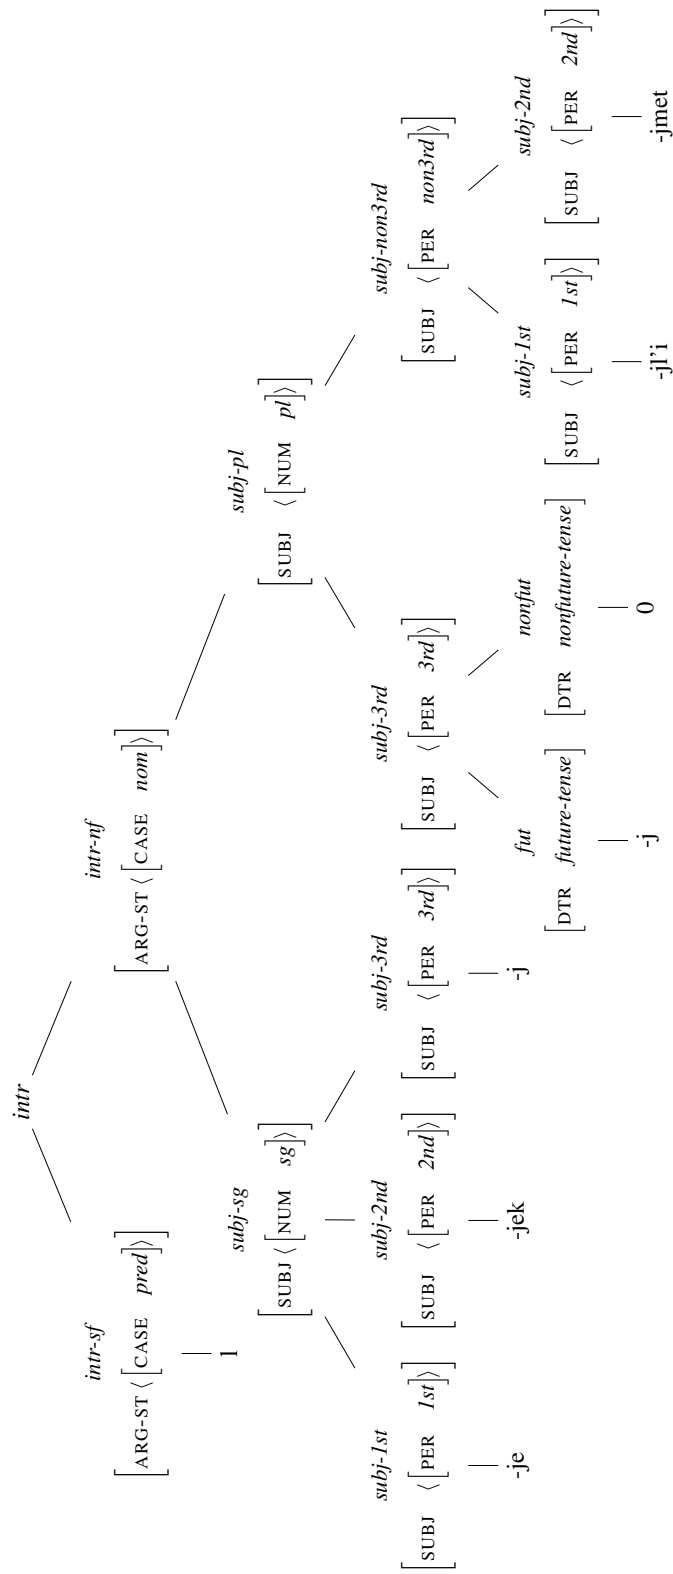 intr
intr-sf intr-nf
[ARG-ST ⟨[CASE pred]⟩] [ARG-ST ⟨[CASE nom]⟩]
1
subj-sg subj-pl
[SUBJ ⟨[NUM sg]⟩] [SUBJ ⟨[NUM pl]⟩]
subj-1st subj-2nd subj-3rd subj-3rd subj-non3rd
[SUBJ ⟨[PER 1st]⟩] [SUBJ ⟨[PER 2nd]⟩] [SUBJ ⟨[PER 3rd]⟩] [SUBJ ⟨[PER 3rd]⟩] [SUBJ ⟨[PER non3rd]⟩]
-je -jek -j
fut nonfut subj-1st subj-2nd
[DTR future-tense] [DTR nonfuture-tense] [SUBJ ⟨[PER 1st]⟩] [SUBJ ⟨[PER 2nd]⟩]
-j 0 -jl’i -jmet